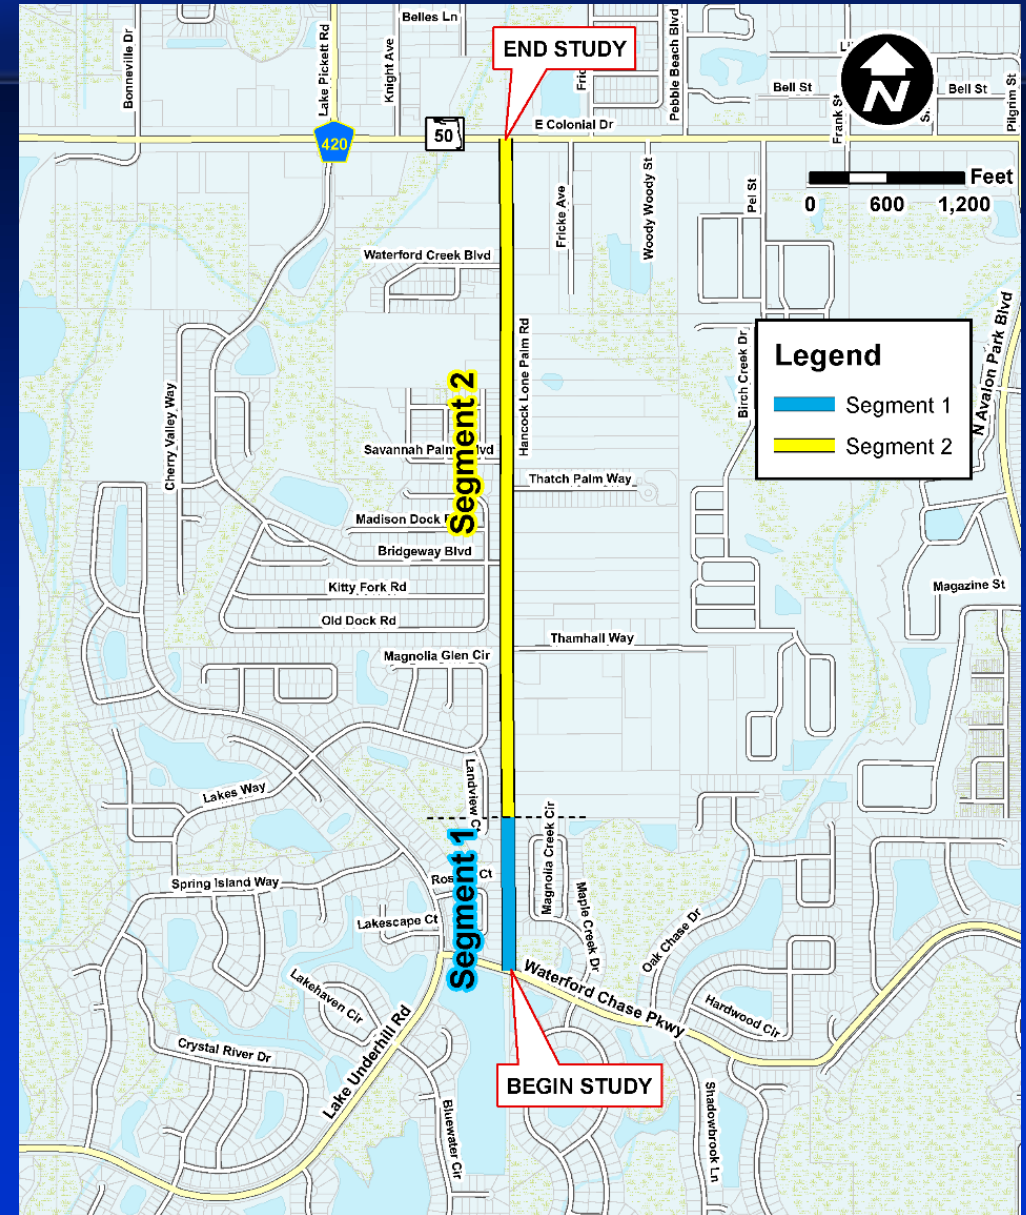 Belles Ln
END STUDY
Bonneville Dr
Lake Pickett Rd
Knight Ave
Pebble Beach Blvd
N
Bell St
Bell St
Frank St
Pilgrim St
420
50
E Colonial Dr
Feet
0 600 1,200
Fricke Ave
Woody Woody St
Pel St
Waterford Creek Blvd
Hancock Lone Palm Rd
Birch Creek Dr
N Avalon Park Blvd
Legend
Segment 1
Segment 2
Cherry Valley Way
Segment 2
Savannah Palm
Thatch Palm Way
Madison Dock
Bridgeway Blvd
Kitty Fork Rd
Magazine St
Old Dock Rd
Thamhall Way
Magnolia Glen Cir
Landview
Lakes Way
Segment 1
Magnolia Creek Cir
Maple Creek Dr
Ct
Spring Island Way
Lakescape Ct
Oak Chase Dr
Waterford Chase Pkwy
Lakehaven Cir
Hardwood Cir
Crystal River Dr
Lake Underhill Rd
BEGIN STUDY
Bluewater Cir
Shadowbrook Ln